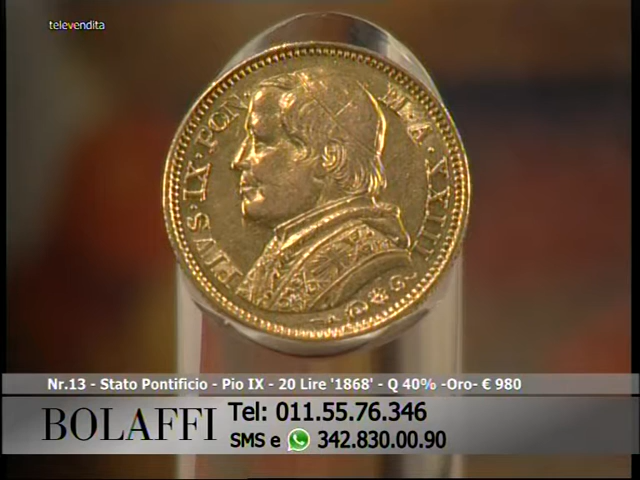 televendita
PIVS·IX·PON M·A·XXIII
Nr.13 - Stato Pontificio - Pio IX - 20 Lire '1868' - Q 40% -Oro- € 980
BOLAFFI
Tel: 011.55.76.346
SMS e 342.830.00.90